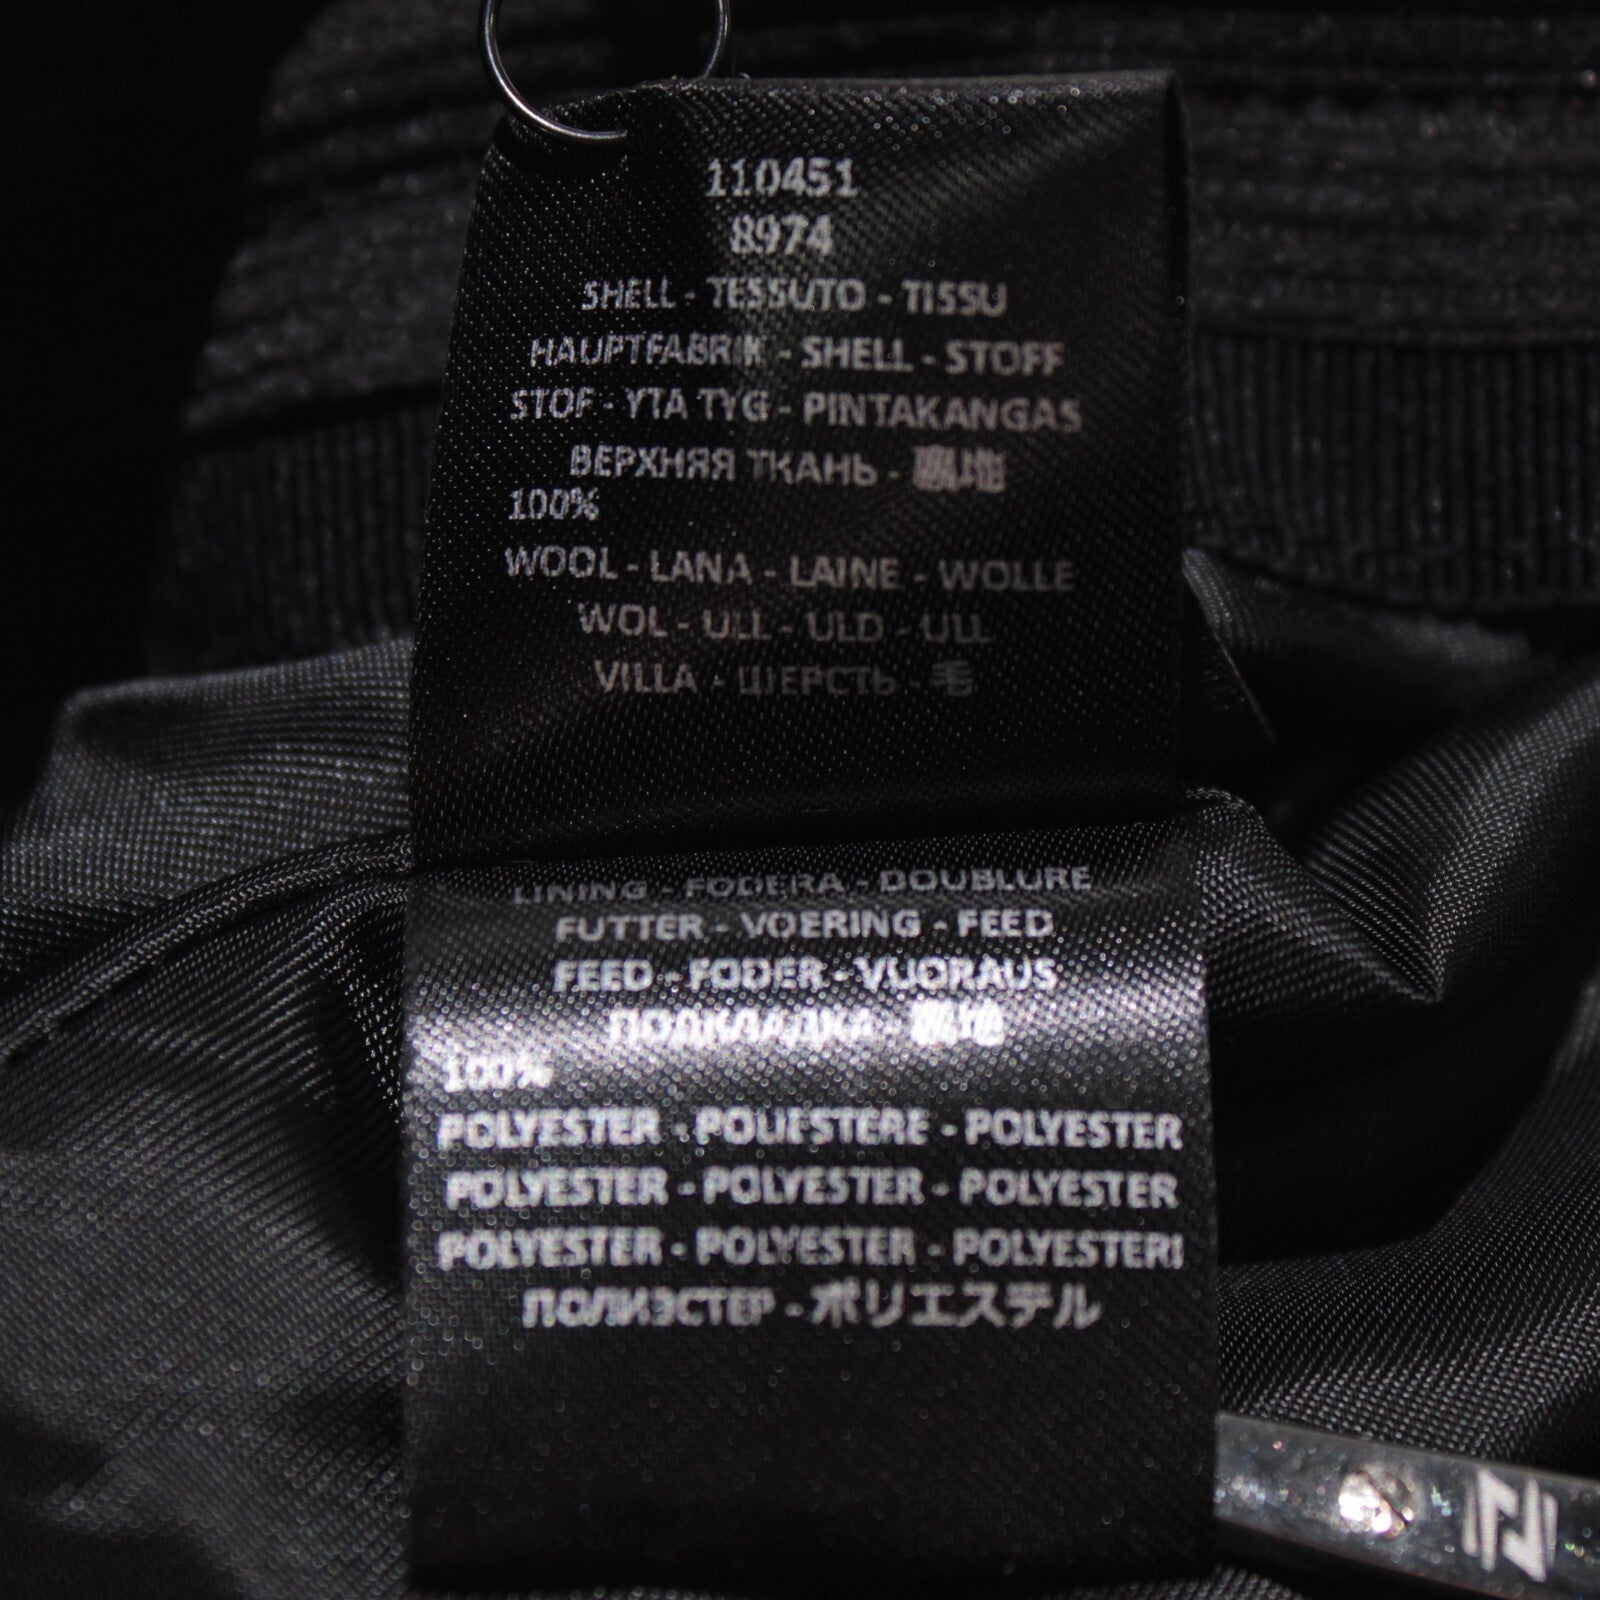 110451
8974
SHELL - TESSUTO - TISSU
HAUPTFABRIK - SHELL - STOFF
STOF - YTA TYG - PINTAKANGAS
ВЕРХНЯЯ ТКАНЬ -
100%
WOOL - LANA - LAINE - WOLLE
WOL - ULL - ULD - ULL
VILLA - ШЕРСТЬ - 毛
LINING - FODERA - DOUBLURE
FUTTER - VOERING - FEED
FEED - FODER - VUORAUS
ПОДКЛАДКА -
100%
POLYESTER - POLIESTERE - POLYESTER
POLYESTER - POLYESTER - POLYESTER
POLYESTER - POLYESTER - POLYESTERI
ПОЛИЭСТЕР - ポリエステル